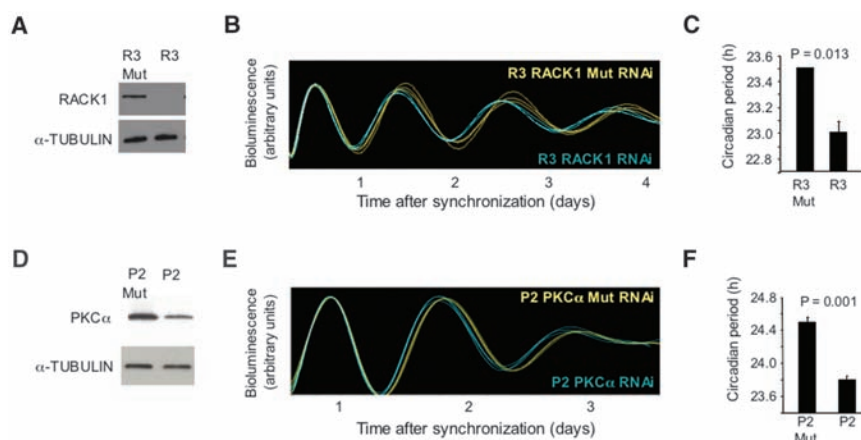 A
R3 R3
Mut
RACK1
α-TUBULIN
B
Bioluminescence
(arbitrary units)
R3 RACK1 Mut RNAi
R3 RACK1 RNAi
1 2 3 4
Time after synchronization (days)
C
Circadian period (h)
23.6
23.4
23.2
23.0
22.8
P = 0.013
R3 R3
Mut
D
P2 P2
Mut
PKCα
α-TUBULIN
E
Bioluminescence
(arbitrary units)
P2 PKCα Mut RNAi
P2 PKCα RNAi
1 2 3
Time after synchronization (days)
F
Circadian period (h)
24.8
24.4
24.0
23.6
P = 0.001
P2 P2
Mut